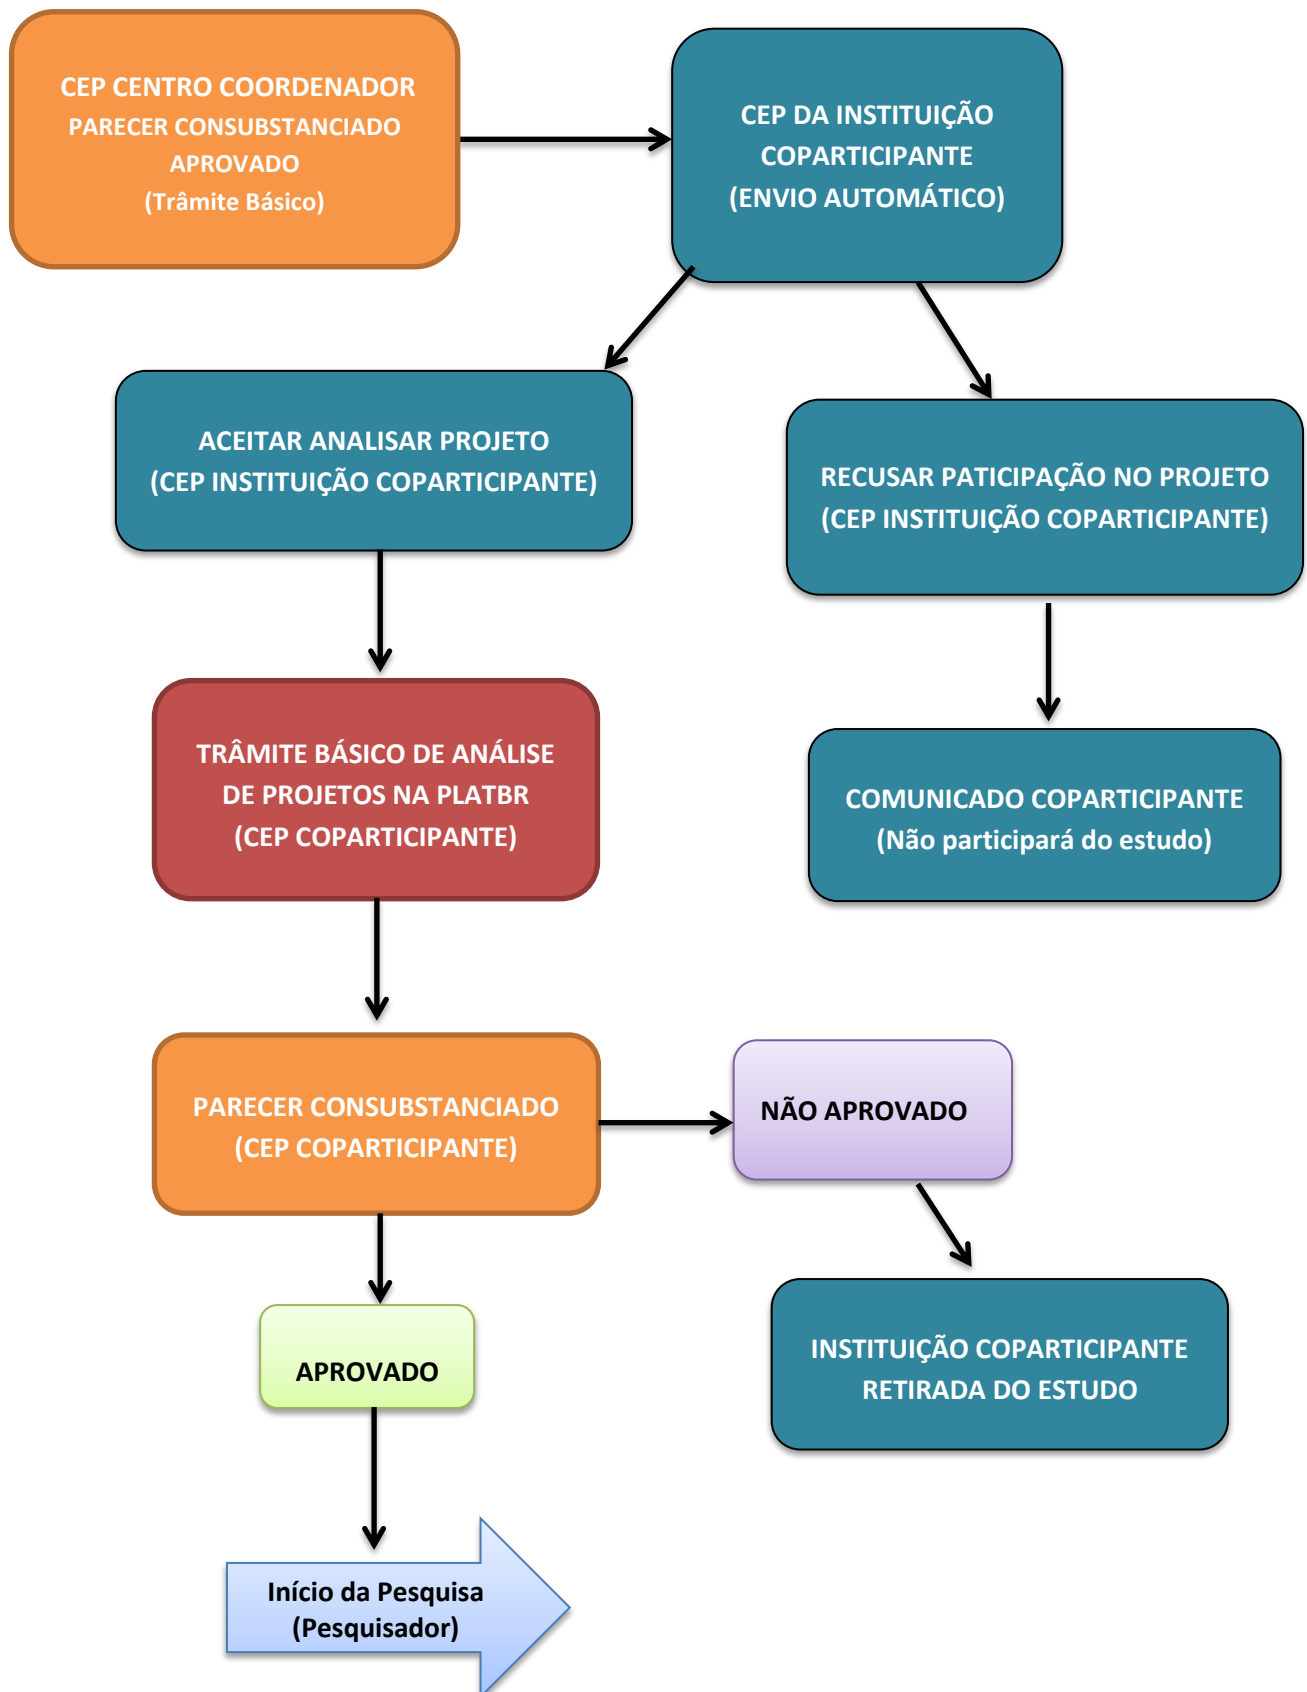 CEP CENTRO COORDENADOR
PARECER CONSUBSTANCIADO
APROVADO
(Trâmite Básico)
CEP DA INSTITUIÇÃO
COPARTICIPANTE
(ENVIO AUTOMÁTICO)
ACEITAR ANALISAR PROJETO
(CEP INSTITUIÇÃO COPARTICIPANTE)
RECUSAR PATICIPAÇÃO NO PROJETO
(CEP INSTITUIÇÃO COPARTICIPANTE)
TRÂMITE BÁSICO DE ANÁLISE
DE PROJETOS NA PLATBR
(CEP COPARTICIPANTE)
COMUNICADO COPARTICIPANTE
(Não participará do estudo)
PARECER CONSUBSTANCIADO
(CEP COPARTICIPANTE)
NÃO APROVADO
APROVADO
INSTITUIÇÃO COPARTICIPANTE
RETIRADA DO ESTUDO
Início da Pesquisa
(Pesquisador)